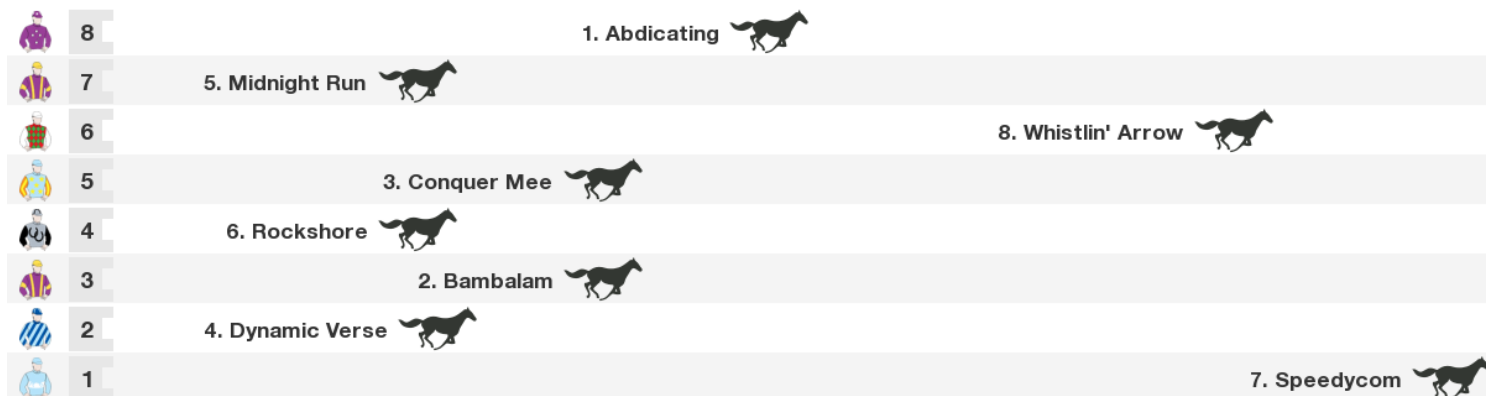 8 1. Abdicating
7 5. Midnight Run
6 8. Whistlin' Arrow
5 3. Conquer Mee
4 6. Rockshore
3 2. Bambalam
2 4. Dynamic Verse
1 7. Speedycom